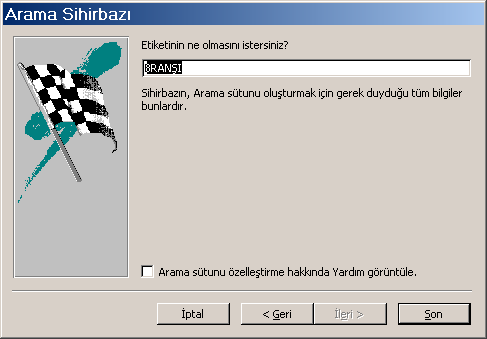 Arama Sihirbazı
Etiketinin ne olmasını istersiniz?
BRANŞI
Sihirbazın, Arama sütunu oluşturmak için gerek duyduğu tüm bilgiler
bunlardır.
Arama sütunu özelleştirme hakkında Yardım görüntüle.
İptal
< Geri
İleri >
Son